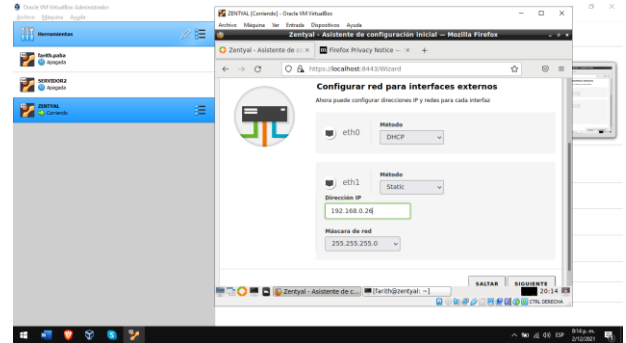 Oracle VM VirtualBox Administrador
Archivo Máquina Ayuda
Herramientas
farith.paba
Apagada
SERVIDOR2
Apagada
ZENTYAL
Corriendo
ZENTYAL [Corriendo] - Oracle VM VirtualBox
Archivo Máquina Ver Entrada Dispositivos Ayuda
Zentyal - Asistente de configuración inicial — Mozilla Firefox
Zentyal - Asistente de co
Firefox Privacy Notice —
https://localhost:8443/Wizard
Configurar red para interfaces externos
Ahora puede configurar direcciones IP y redes para cada interfaz
eth0
Método
DHCP
eth1
Método
Static
Dirección IP
192.168.0.26
Máscara de red
255.255.255.0
SALTAR SIGUIENTE
Zentyal - Asistente de c...
[farith@zentyal: ~]
20:14
CTRL DERECHA
ESP
8:14 p. m.
2/12/2021